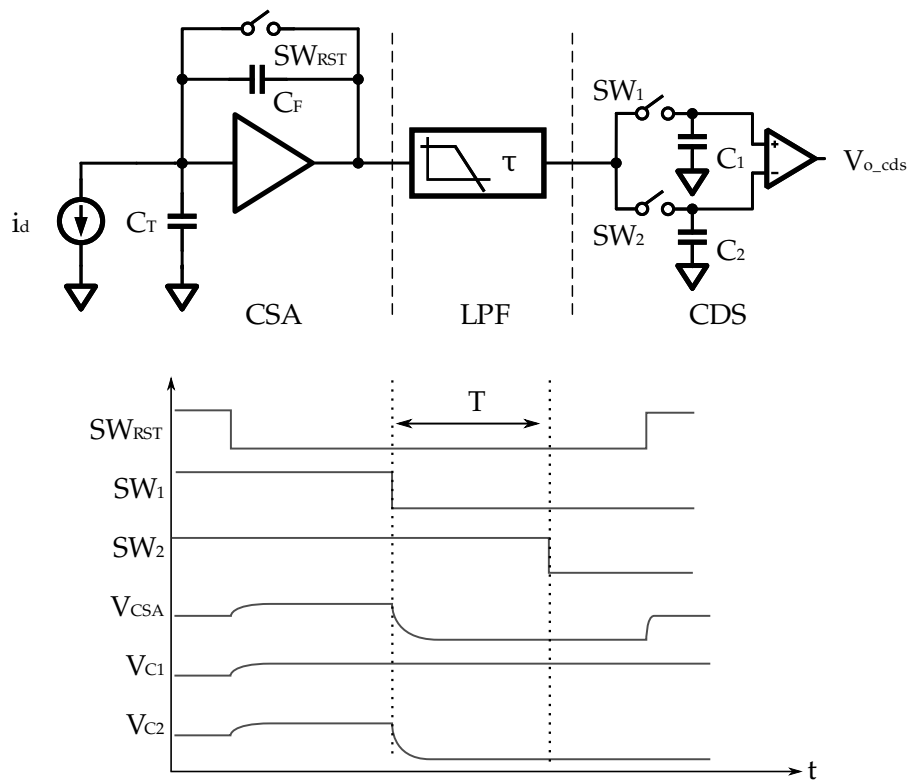 SWRST
CF
SW1
C1
+
-
Vo_cds
τ
id
CT
SW2
C2
CSA
LPF
CDS
T
SWRST
SW1
SW2
VCSA
VC1
VC2
t